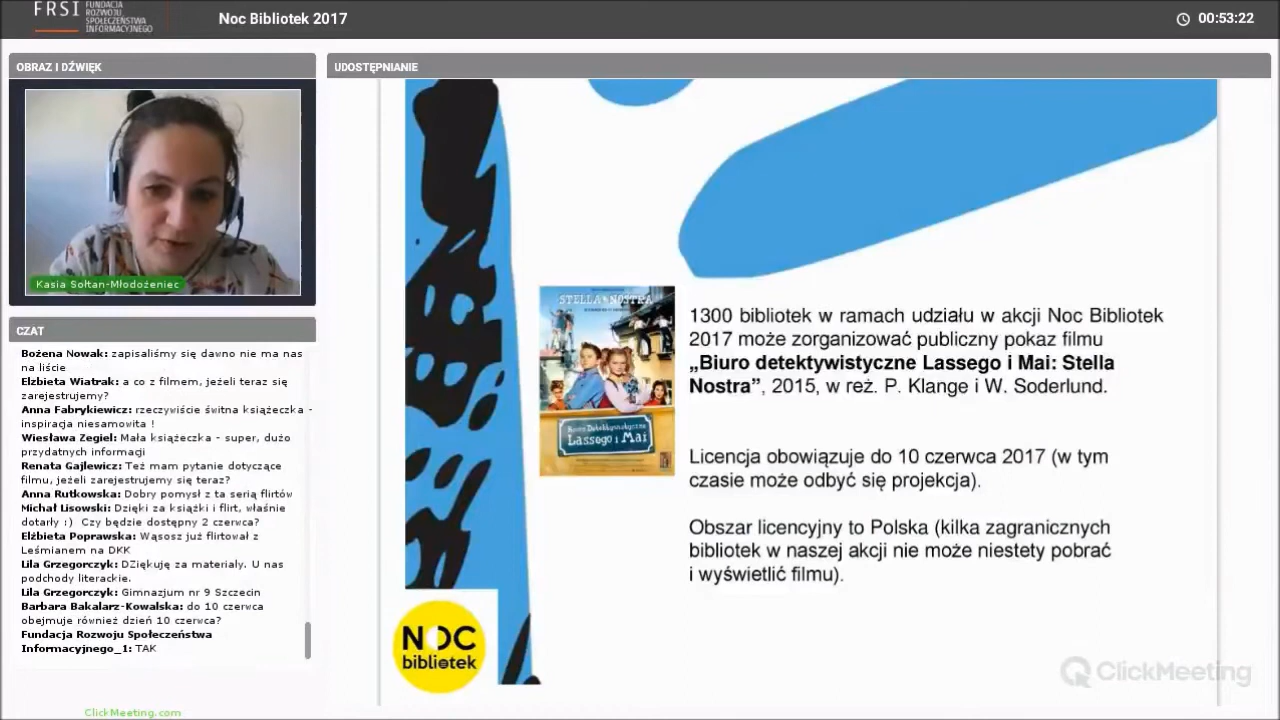 FRSI
FUNDACJA
ROZWOJU
SPOŁECZEŃSTWA
INFORMACYJNEGO
Noc Bibliotek 2017
00:53:22
OBRAZ I DŹWIĘK
Kasia Sołtan-Młodożeniec
CZAT
Bożena Nowak: zapisaliśmy się dawno nie ma nas
na liście
Elzbieta Wiatrak: a co z filmem, jeżeli teraz się
zarejestrujemy?
Anna Fabrykiewicz: rzeczywiście świtna książeczka -
inspiracja niesamowita !
Wiesława Zegiel: Mała książeczka - super, dużo
przydatnych informacji
Renata Gajlewicz: Też mam pytanie dotyczące
filmu, jeżeli zarejestrujemy się teraz?
Anna Rutkowska: Dobry pomysł z ta serią flirtów
Michał Lisowski: Dzięki za książki i flirt, właśnie
dotarły :) Czy będzie dostępny 2 czerwca?
Elżbieta Poprawska: Wąsosz już flirtował z
Leśmianem na DKK
Lila Grzegorczyk: DZiękuję za materiały. U nas
podchody literackie.
Lila Grzegorczyk: Gimnazjum nr 9 Szczecin
Barbara Bakalarz-Kowalska: do 10 czerwca
obejmuje również dzień 10 czerwca?
Fundacja Rozwoju Społeczeństwa
Informacyjnego_1: TAK
ClickMeeting.com
UDOSTĘPNIANIE
STELLA NOSTRA
Biuro Detektywistyczne
Lassego i Mai
1300 bibliotek w ramach udziału w akcji Noc Bibliotek
2017 może zorganizować publiczny pokaz filmu
„Biuro detektywistyczne Lassego i Mai: Stella
Nostra”, 2015, w reż. P. Klange i W. Soderlund.
Licencja obowiązuje do 10 czerwca 2017 (w tym
czasie może odbyć się projekcja).
Obszar licencyjny to Polska (kilka zagranicznych
bibliotek w naszej akcji nie może niestety pobrać
i wyświetlić filmu).
NOC
bibliotek
ClickMeeting